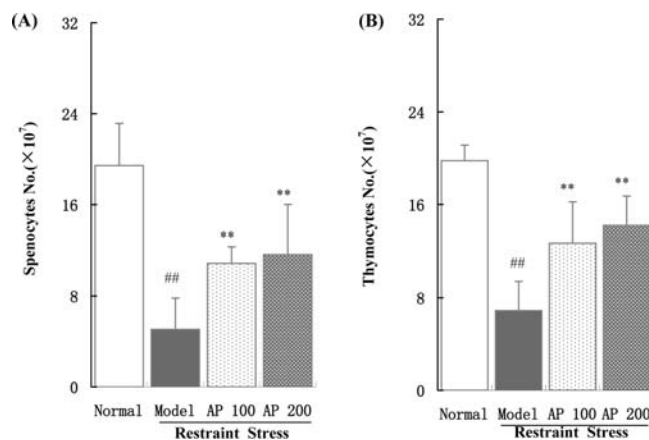 (A)
Spenocytes No.(×10⁷)
32
24
16
8
0
##
**
**
Normal Model AP 100 AP 200
Restraint Stress
(B)
Thymocytes No.(×10⁷)
32
24
16
8
0
##
**
**
Normal Model AP 100 AP 200
Restraint Stress